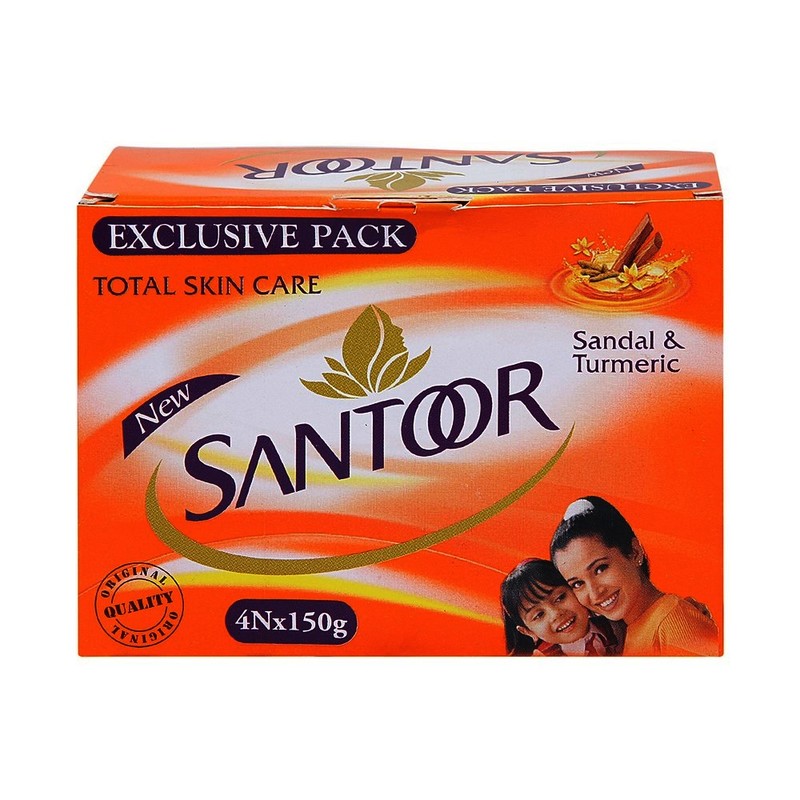 SANTOOR
New
EXCLUSIVE PACK
EXCLUSIVE PACK
TOTAL SKIN CARE
Sandal &
Turmeric
New
SANTOOR
ORIGINAL
QUALITY
ORIGINAL
4Nx150g